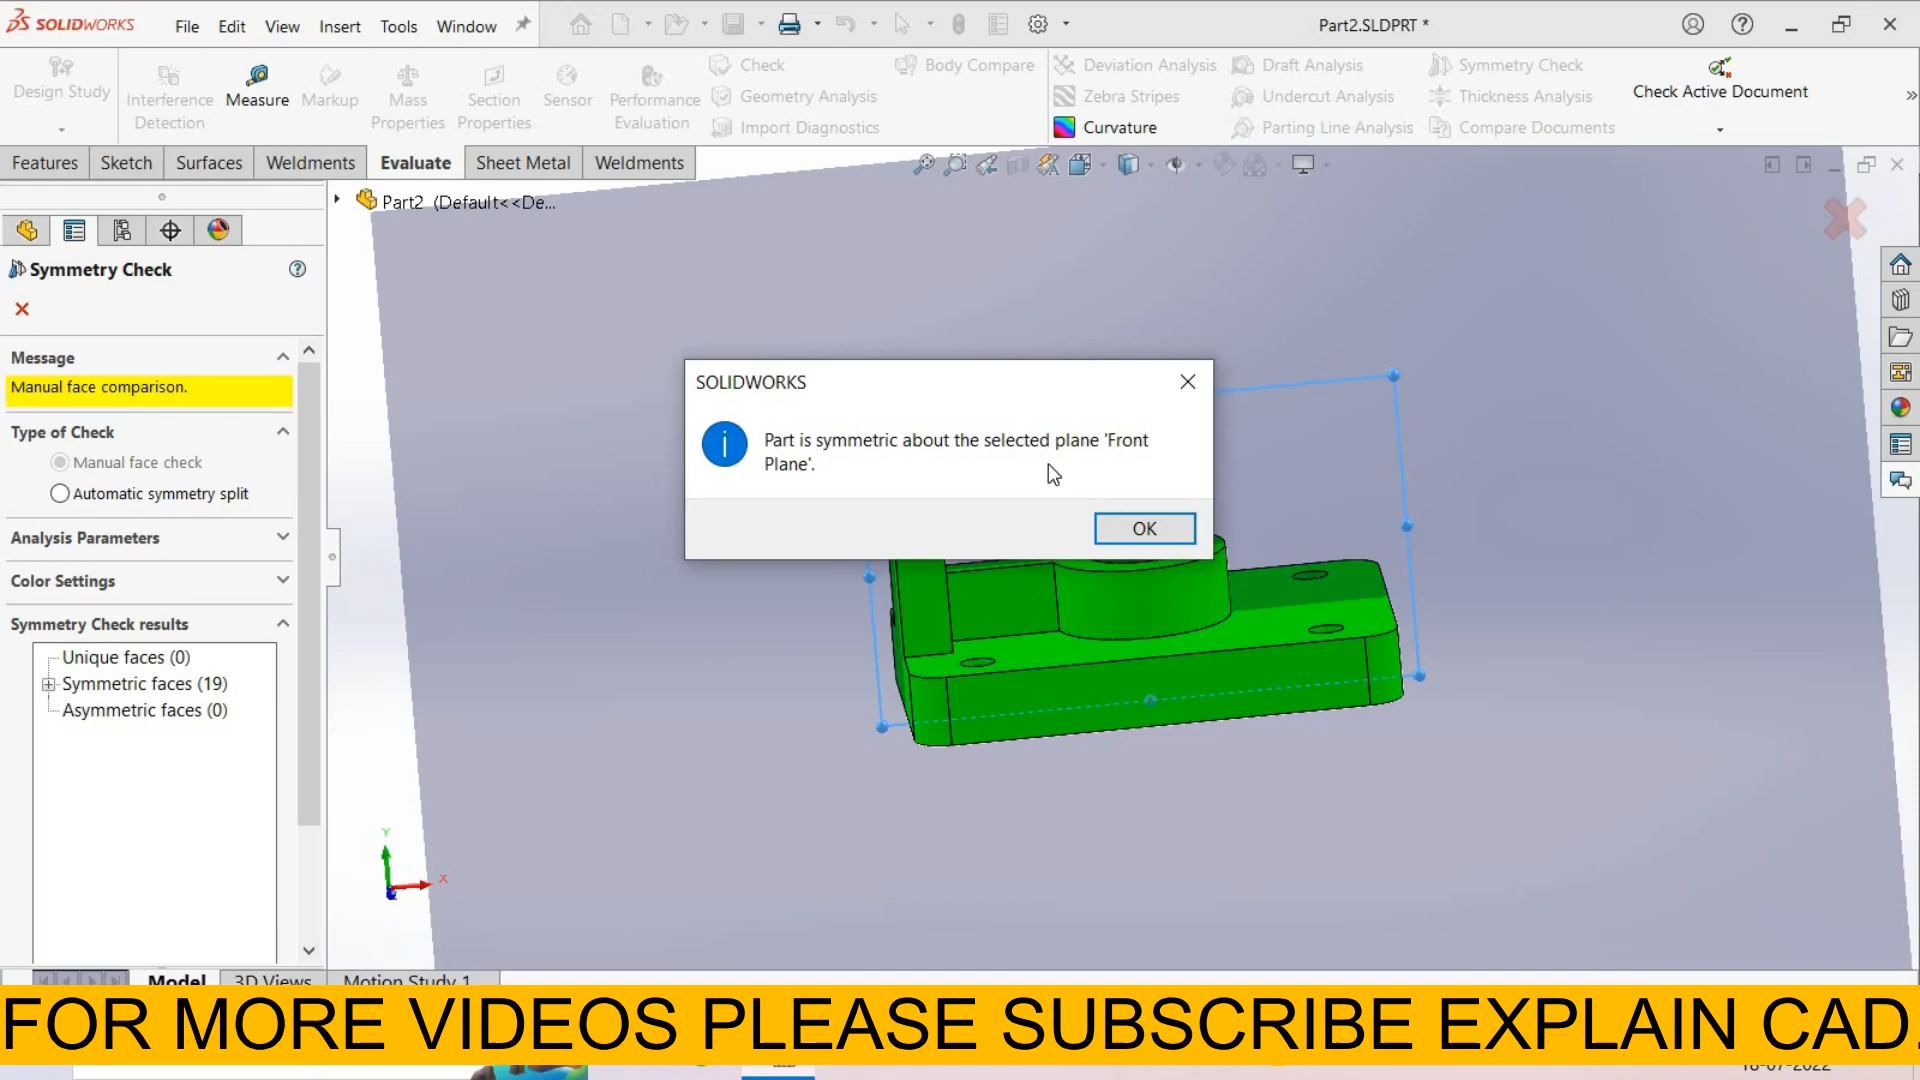 SOLIDWORKS File Edit View Insert Tools Window Part2.SLDPRT *
Design Study
Interference Detection
Measure
Markup
Mass Properties
Section Properties
Sensor
Performance Evaluation
Check
Geometry Analysis
Import Diagnostics
Body Compare
Deviation Analysis
Zebra Stripes
Curvature
Draft Analysis
Undercut Analysis
Parting Line Analysis
Symmetry Check
Thickness Analysis
Compare Documents
Check Active Document
Features Sketch Surfaces Weldments Evaluate Sheet Metal Weldments
Part2 (Default<<De...
Symmetry Check
Message
Manual face comparison.
Type of Check
Manual face check
Automatic symmetry split
Analysis Parameters
Color Settings
Symmetry Check results
Unique faces (0)
Symmetric faces (19)
Asymmetric faces (0)
SOLIDWORKS
Part is symmetric about the selected plane 'Front
Plane'.
OK
Y
X
Model 3D Views Motion Study 1
FOR MORE VIDEOS PLEASE SUBSCRIBE EXPLAIN CAD.
18-07-2022